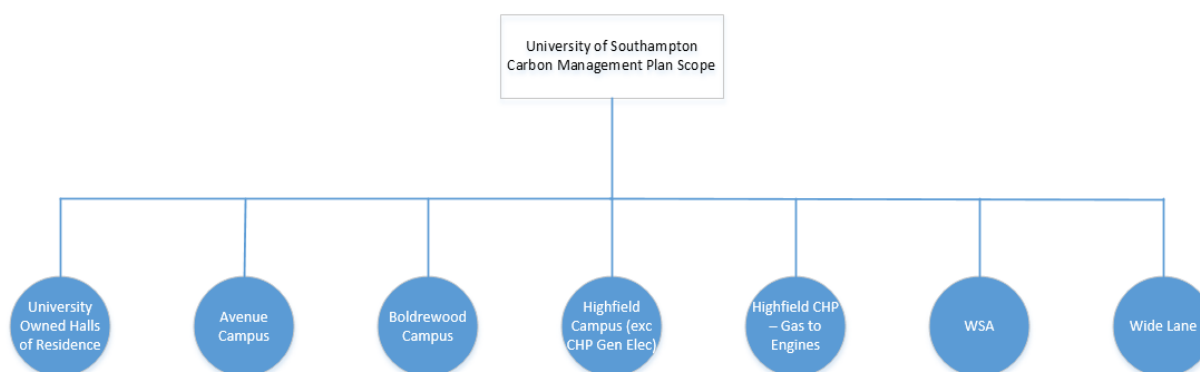 University of Southampton
Carbon Management Plan Scope
University
Owned Halls
of Residence
Avenue
Campus
Boldrewood
Campus
Highfield
Campus (exc
CHP Gen Elec)
Highfield CHP
– Gas to
Engines
WSA
Wide Lane